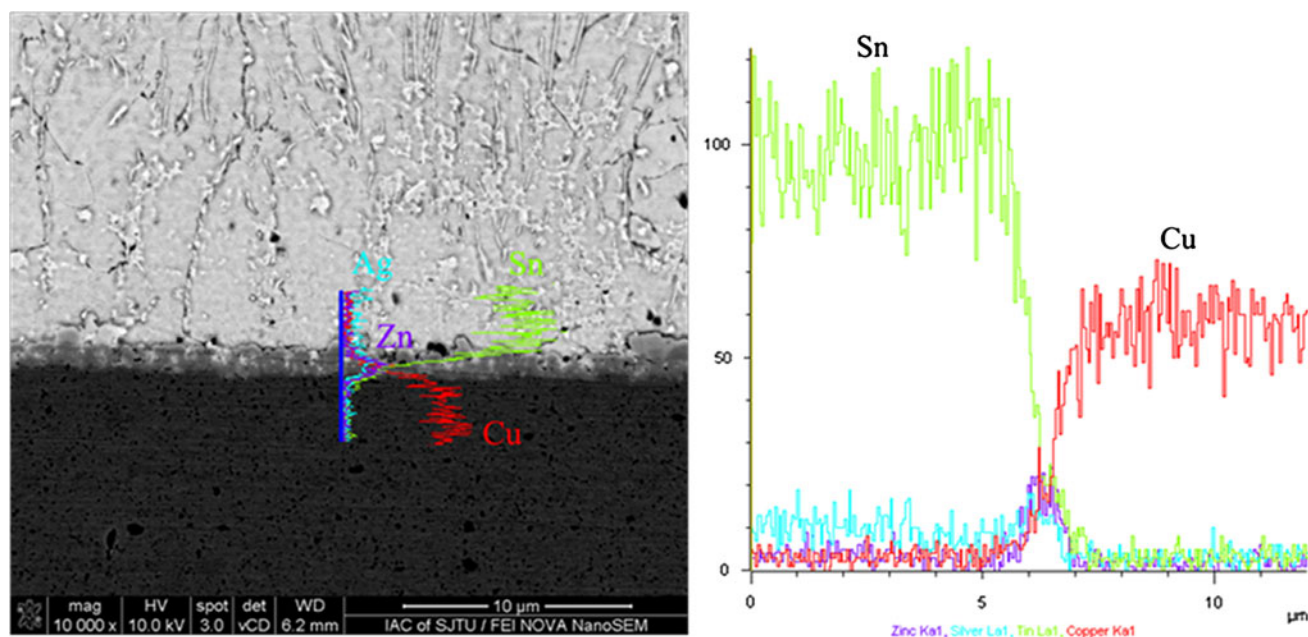 Ag
Sn
Zn
Cu
mag HV spot det WD
10 000 x 10.0 kV 3.0 vCD 6.2 mm
10 µm
IAC of SJTU / FEI NOVA NanoSEM
Sn
Cu
100
50
0
0 5 10 µm
Zinc Ka1, Silver La1, Tin La1, Copper Ka1